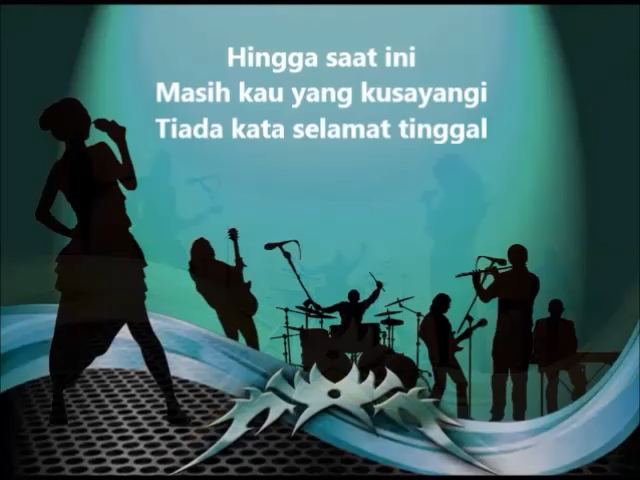 Hingga saat ini
Masih kau yang kusayangi
Tiada kata selamat tinggal